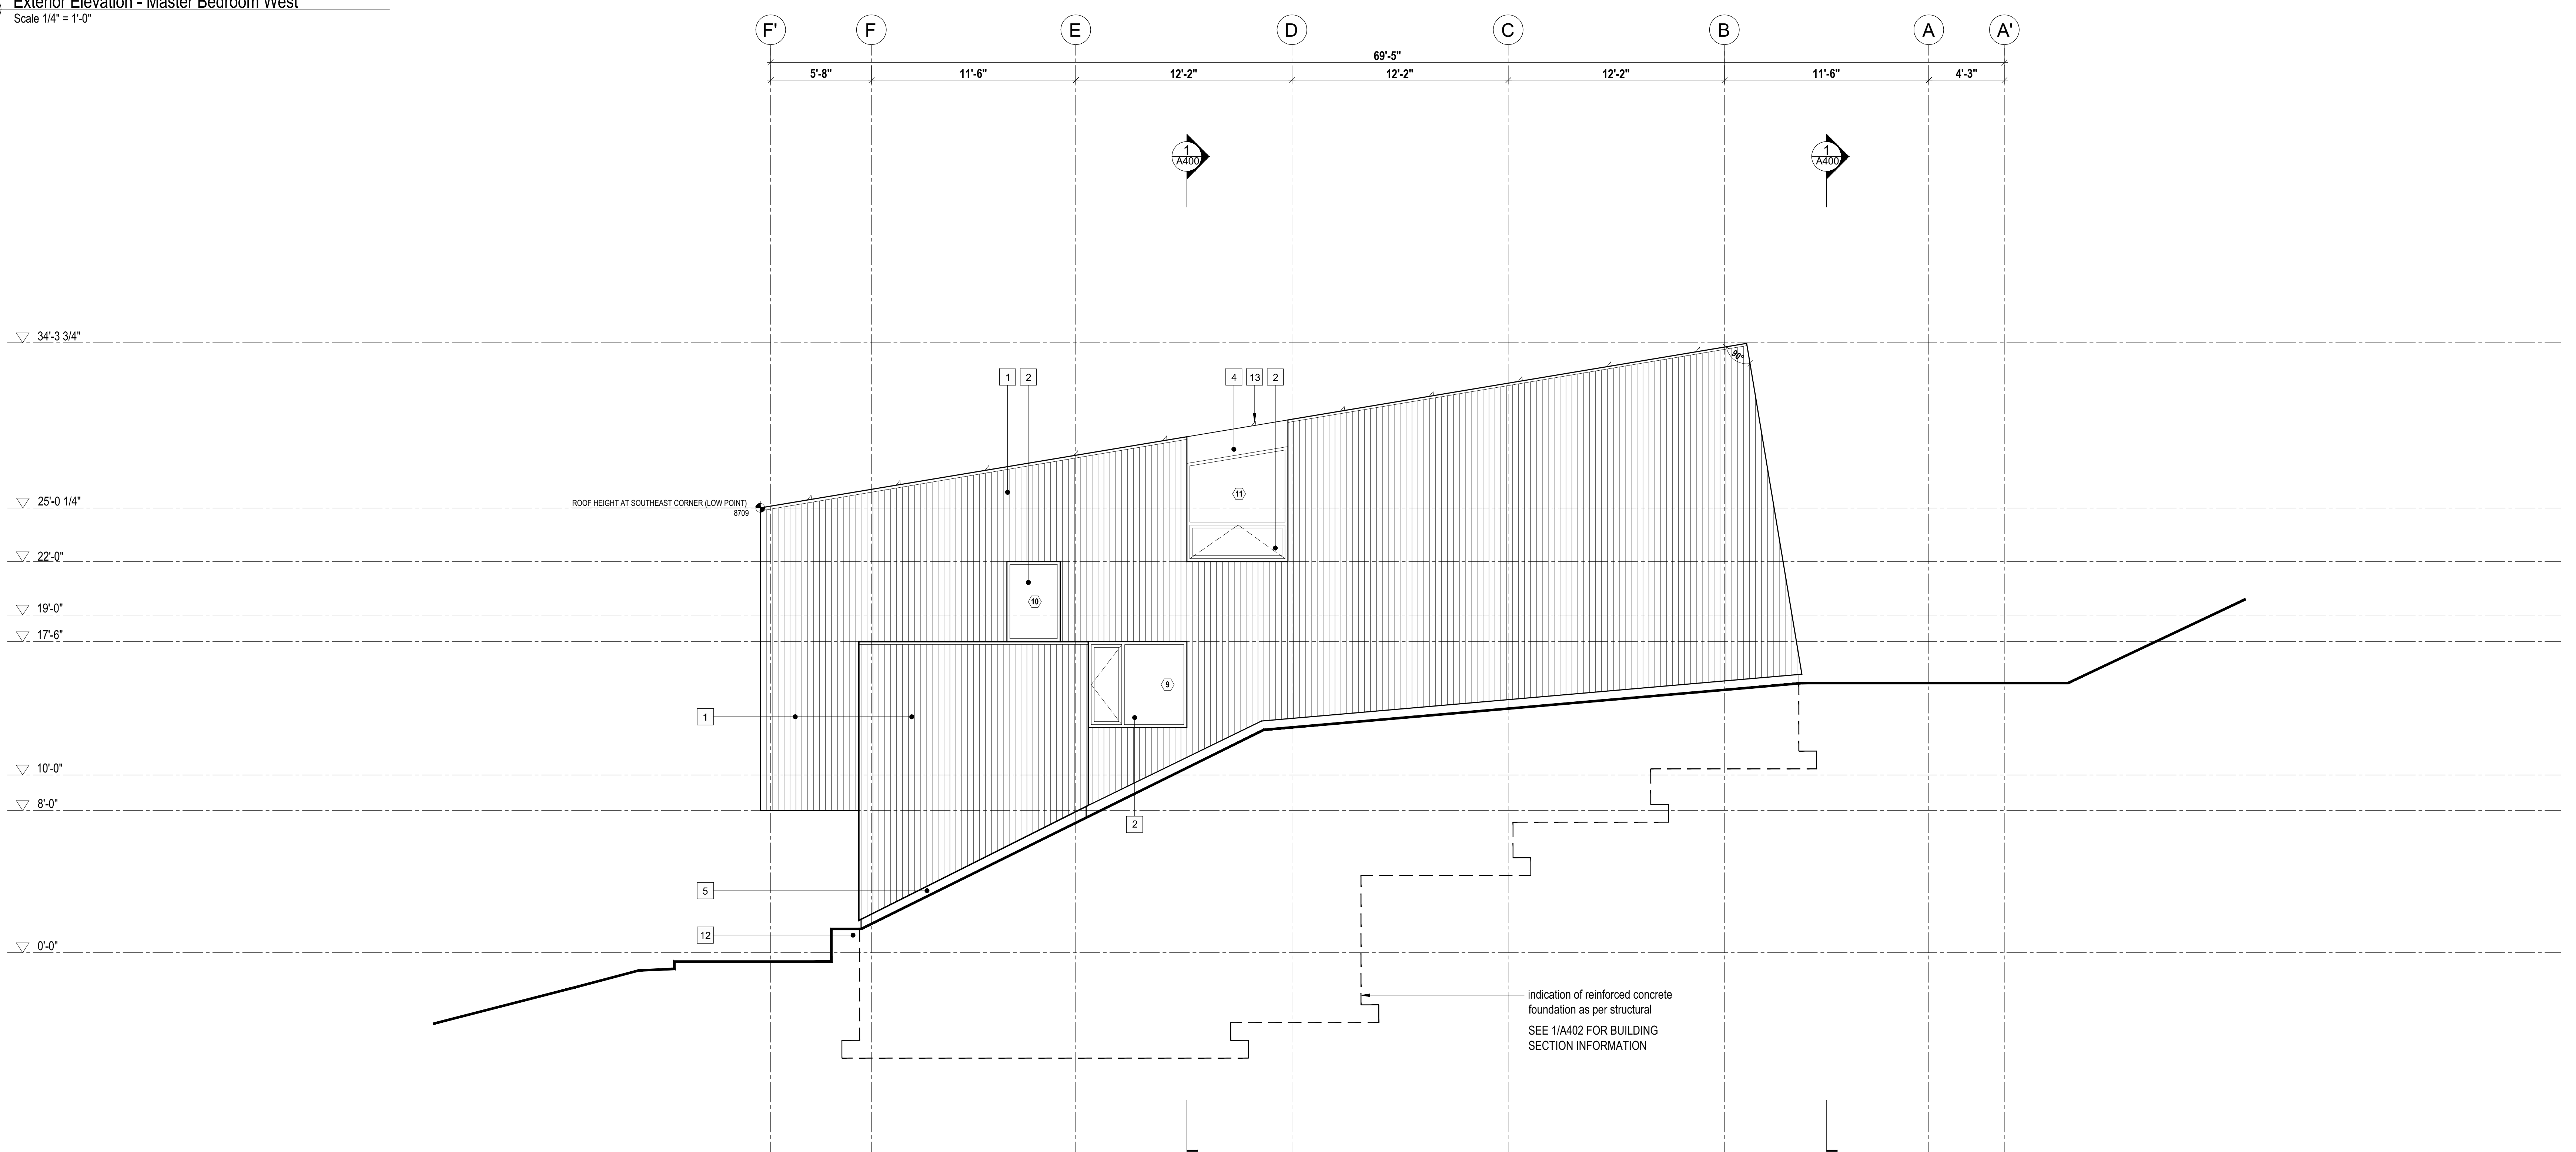 Exterior Elevation - Master Bedroom West
Scale 1/4" = 1'-0"
F' F E D C B A A'
69'-5"
5'-8" 11'-6" 12'-2" 12'-2" 12'-2" 11'-6" 4'-3"
1 1
A400 A400
34'-3 3/4"
90°
1 2 4 13 2
25'-0 1/4"
ROOF HEIGHT AT SOUTHEAST CORNER (LOW POINT)
8709
11
22'-0"
10
19'-0"
17'-6"
9
1
10'-0"
8'-0"
2
5
12
0'-0"
indication of reinforced concrete
foundation as per structural
SEE 1/A402 FOR BUILDING
SECTION INFORMATION